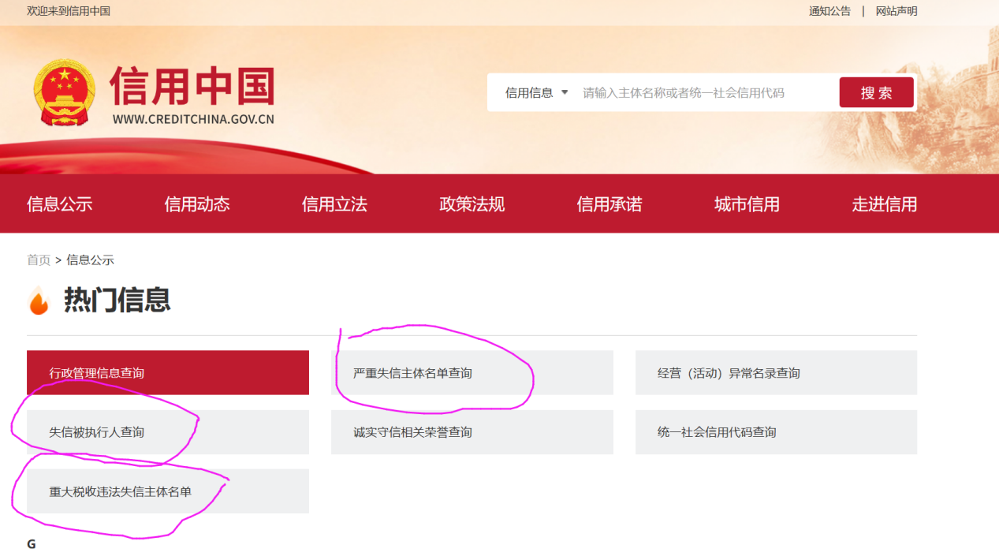 欢迎来到信用中国
通知公告 | 网站声明
信用中国
WWW.CREDITCHINA.GOV.CN
信用信息 请输入主体名称或者统一社会信用代码 搜索
信息公示 信用动态 信用立法 政策法规 信用承诺 城市信用 走进信用
首页 > 信息公示
热门信息
行政管理信息查询 严重失信主体名单查询 经营（活动）异常名录查询
失信被执行人查询 诚实守信相关荣誉查询 统一社会信用代码查询
重大税收违法失信主体名单
G